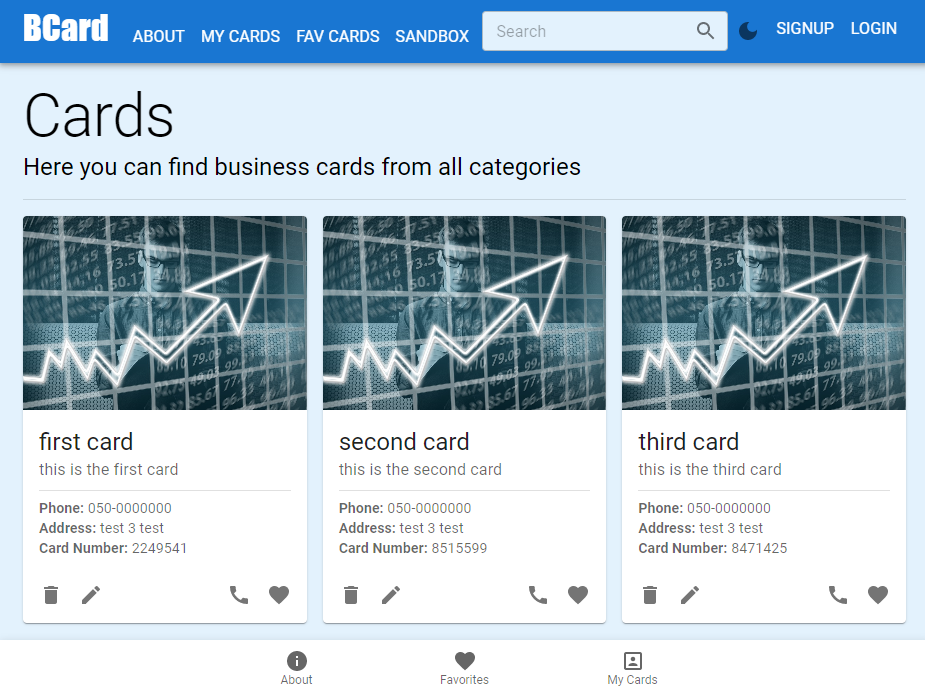 BCard
ABOUT MY CARDS FAV CARDS SANDBOX Search SIGNUP LOGIN
Cards
Here you can find business cards from all categories
first card
this is the first card
Phone: 050-0000000
Address: test 3 test
Card Number: 2249541
second card
this is the second card
Phone: 050-0000000
Address: test 3 test
Card Number: 8515599
third card
this is the third card
Phone: 050-0000000
Address: test 3 test
Card Number: 8471425
About Favorites My Cards